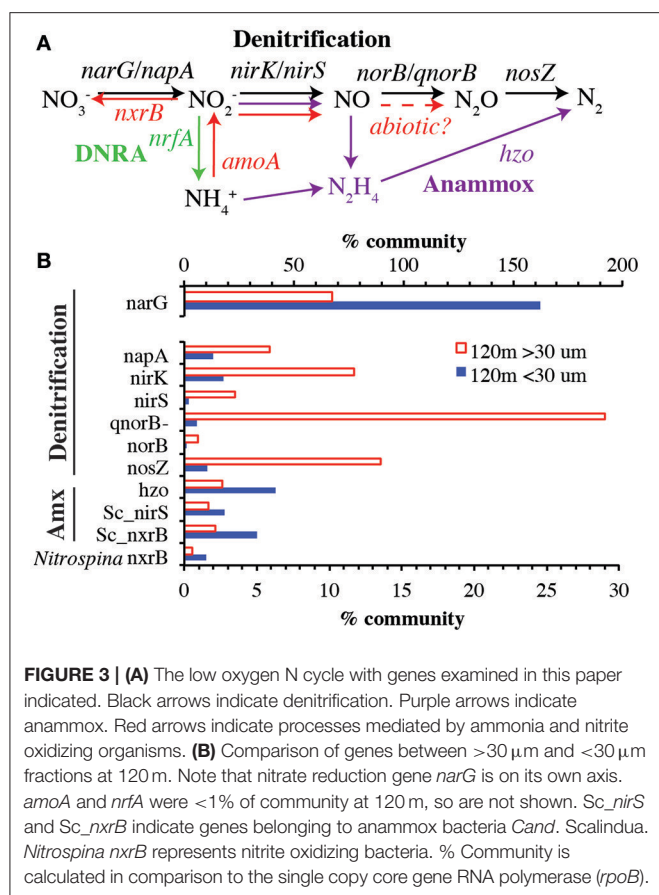 A
Denitrification
narG/napA nirK/nirS norB/qnorB nosZ
NO₃⁻ NO₂⁻ NO N₂O N₂
nxrB abiotic?
DNRA nrfA amoA hzo
NH₄⁺ N₂H₄ Anammox
B
% community
0 50 100 150 200
Denitrification
narG
napA
nirK
nirS
qnorB-
norB
nosZ
Amx
hzo
Sc_nirS
Sc_nxrB
Nitrospina nxrB
120m >30 um
120m <30 um
0 5 10 15 20 25 30
% community
FIGURE 3 | (A) The low oxygen N cycle with genes examined in this paper
indicated. Black arrows indicate denitrification. Purple arrows indicate
anammox. Red arrows indicate processes mediated by ammonia and nitrite
oxidizing organisms. (B) Comparison of genes between >30 μm and <30 μm
fractions at 120 m. Note that nitrate reduction gene narG is on its own axis.
amoA and nrfA were <1% of community at 120 m, so are not shown. Sc_nirS
and Sc_nxrB indicate genes belonging to anammox bacteria Cand. Scalindua.
Nitrospina nxrB represents nitrite oxidizing bacteria. % Community is
calculated in comparison to the single copy core gene RNA polymerase (rpoB).